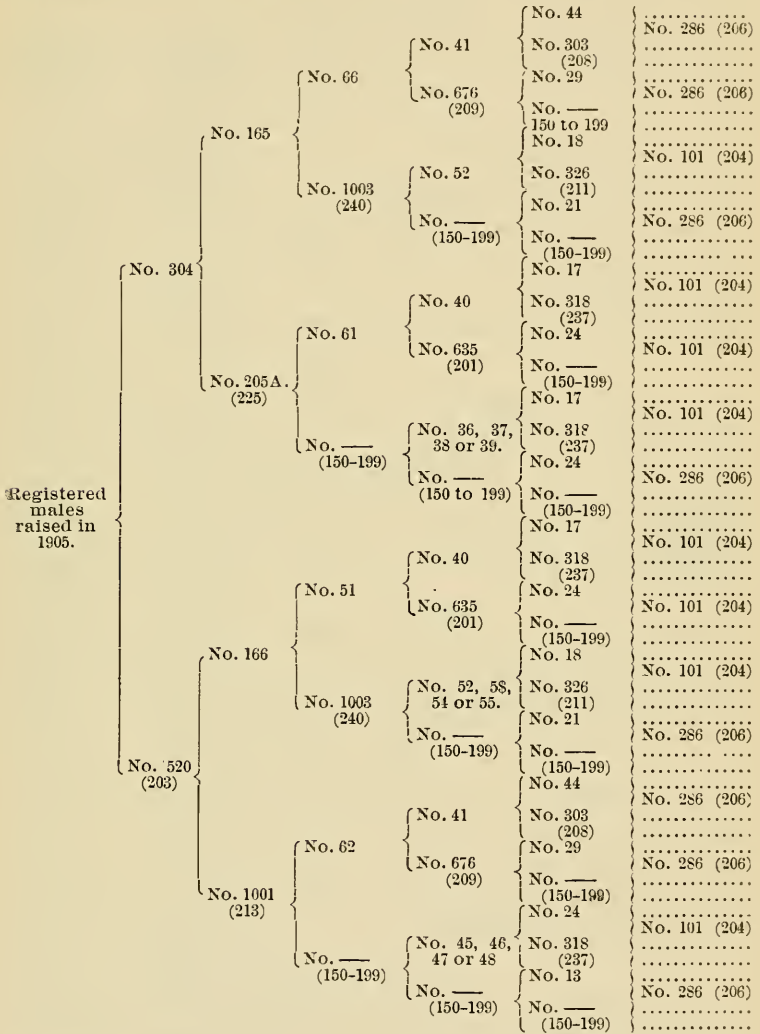 Registered
males
raised in
1905.
No. 304
No. 520
(203)
No. 165
No. 205A.
(225)
No. 166
No. 1001
(213)
No. 66
No. 1003
(240)
No. 61
No. ——
(150-199)
No. 51
No. 1003
(240)
No. 62
No. ——
(150-199)
No. 41
No. 676
(209)
No. 52
No. ——
(150-199)
No. 40
No. 635
(201)
No. 36, 37,
38 or 39.
No. ——
(150 to 199)
No. 40
No. 635
(201)
No. 52, 58,
54 or 55.
No. ——
(150-199)
No. 41
No. 676
(209)
No. 45, 46,
47 or 48
No. ——
(150-199)
No. 44
No. 303
(208)
No. 29
No. ——
150 to 199
No. 18
No. 326
(211)
No. 21
No. ——
(150-199)
No. 17
No. 318
(237)
No. 24
No. ——
(150-199)
No. 17
No. 318
(237)
No. 24
No. ——
(150-199)
No. 17
No. 318
(237)
No. 24
No. ——
(150-199)
No. 18
No. 326
(211)
No. 21
No. ——
(150-199)
No. 44
No. 303
(208)
No. 29
No. ——
(150-199)
No. 24
No. 318
(237)
No. 13
No. ——
(150-199)
No. 286 (206)
No. 286 (206)
No. 101 (204)
No. 286 (206)
No. 101 (204)
No. 101 (204)
No. 101 (204)
No. 286 (206)
No. 101 (204)
No. 101 (204)
No. 101 (204)
No. 286 (206)
No. 286 (206)
No. 286 (206)
No. 101 (204)
No. 286 (206)